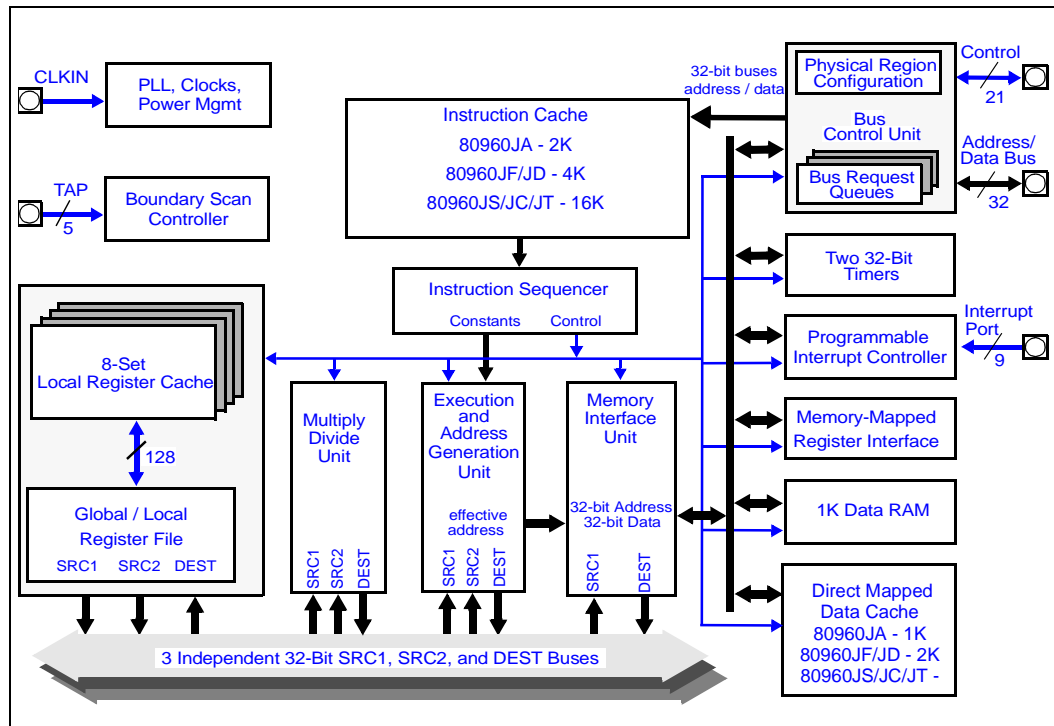 CLKIN
PLL, Clocks,
Power Mgmt
TAP
5
Boundary Scan
Controller
Instruction Cache
80960JA - 2K
80960JF/JD - 4K
80960JS/JC/JT - 16K
32-bit buses
address / data
Physical Region
Configuration
Bus
Control Unit
Bus Request
Queues
Control
21
Address/
Data Bus
32
Instruction Sequencer
Constants
Control
Two 32-Bit
Timers
Programmable
Interrupt Controller
Interrupt
Port
9
Memory-Mapped
Register Interface
1K Data RAM
Direct Mapped
Data Cache
80960JA - 1K
80960JF/JD - 2K
80960JS/JC/JT -
8-Set
Local Register Cache
128
Global / Local
Register File
SRC1 SRC2 DEST
Multiply
Divide
Unit
SRC1
SRC2
DEST
Execution
and
Address
Generation
Unit
effective
address
SRC1
SRC2
DEST
Memory
Interface
Unit
32-bit Address
32-bit Data
SRC1
DEST
3 Independent 32-Bit SRC1, SRC2, and DEST Buses